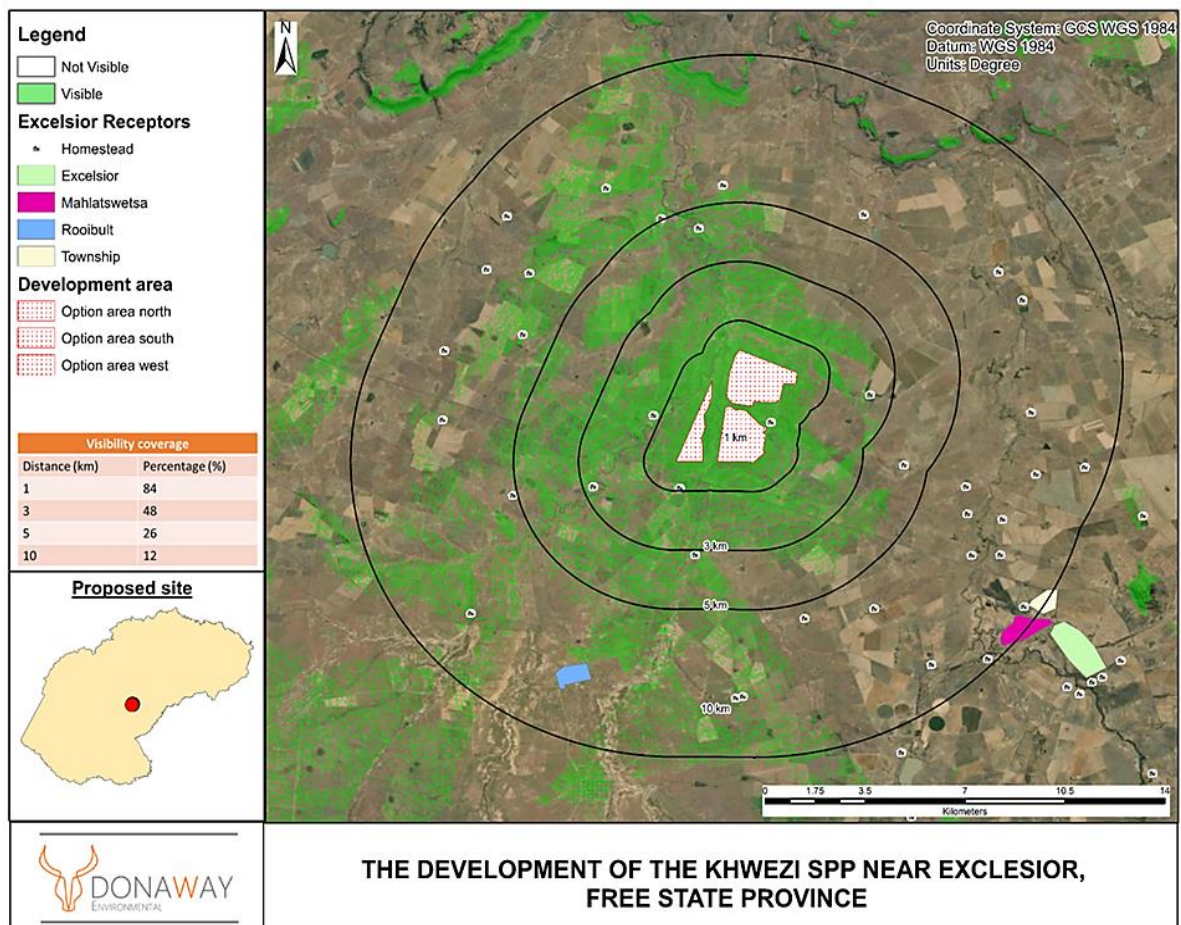 Legend
Not Visible
Visible
Excelsior Receptors
Homestead
Excelsior
Mahlatswetsa
Rooibult
Township
Development area
Option area north
Option area south
Option area west
Visibility coverage
Distance (km) Percentage (%)
1 84
3 48
5 26
10 12
Proposed site
DONAWAY
ENVIRONMENTAL
N
Coordinate System: GCS WGS 1984
Datum: WGS 1984
Units: Degree
1 km
3 km
5 km
10 km
0 1.75 3.5 7 10.5 14
Kilometers
THE DEVELOPMENT OF THE KHWEZI SPP NEAR EXCLESIOR,
FREE STATE PROVINCE